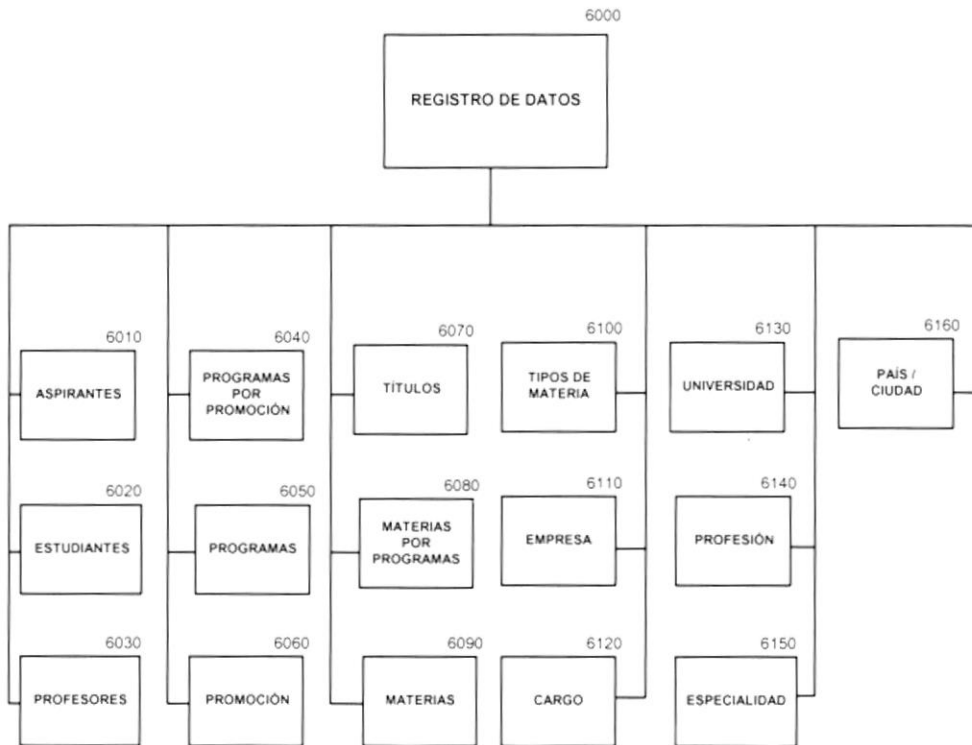 6000
REGISTRO DE DATOS
6010
ASPIRANTES
6040
PROGRAMAS
POR
PROMOCIÓN
6070
TÍTULOS
6100
TIPOS DE
MATERIA
6130
UNIVERSIDAD
6160
PAÍS /
CIUDAD
6020
ESTUDIANTES
6050
PROGRAMAS
6080
MATERIAS
POR
PROGRAMAS
6110
EMPRESA
6140
PROFESIÓN
6030
PROFESORES
6060
PROMOCIÓN
6090
MATERIAS
6120
CARGO
6150
ESPECIALIDAD